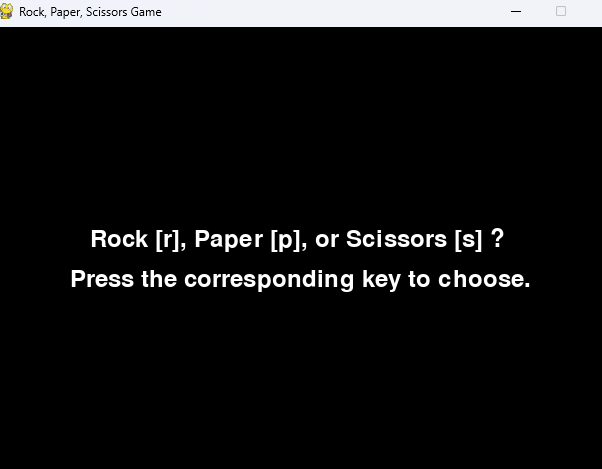 Rock, Paper, Scissors Game
Rock [r], Paper [p], or Scissors [s] ?
Press the corresponding key to choose.